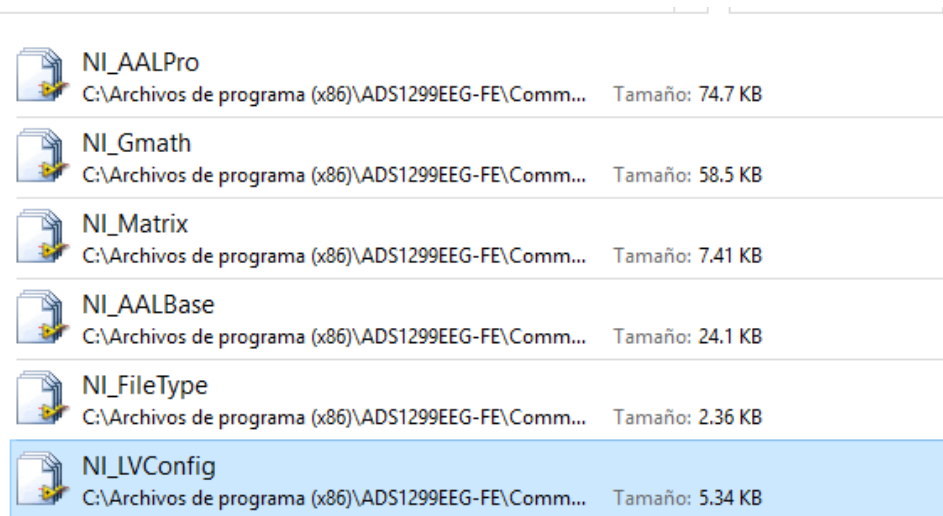 NI_AALPro
C:\Archivos de programa (x86)\ADS1299EEG-FE\Comm... Tamaño: 74.7 KB
NI_Gmath
C:\Archivos de programa (x86)\ADS1299EEG-FE\Comm... Tamaño: 58.5 KB
NI_Matrix
C:\Archivos de programa (x86)\ADS1299EEG-FE\Comm... Tamaño: 7.41 KB
NI_AALBase
C:\Archivos de programa (x86)\ADS1299EEG-FE\Comm... Tamaño: 24.1 KB
NI_FileType
C:\Archivos de programa (x86)\ADS1299EEG-FE\Comm... Tamaño: 2.36 KB
NI_LVConfig
C:\Archivos de programa (x86)\ADS1299EEG-FE\Comm... Tamaño: 5.34 KB